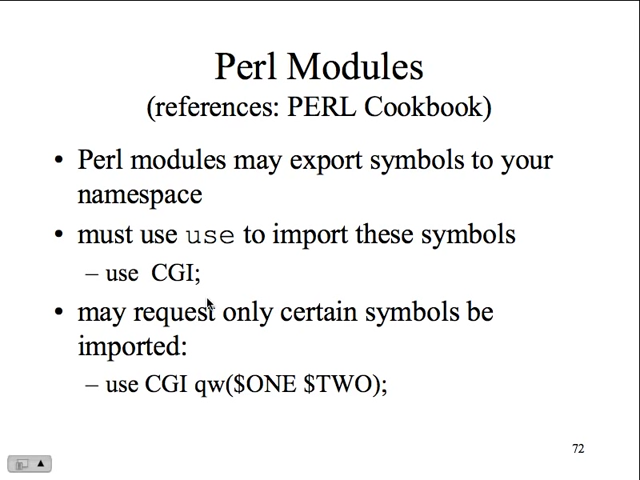 Perl Modules
(references: PERL Cookbook)
• Perl modules may export symbols to your
namespace
• must use use to import these symbols
– use  CGI;
• may request only certain symbols be
imported:
– use CGI qw($ONE $TWO);
72